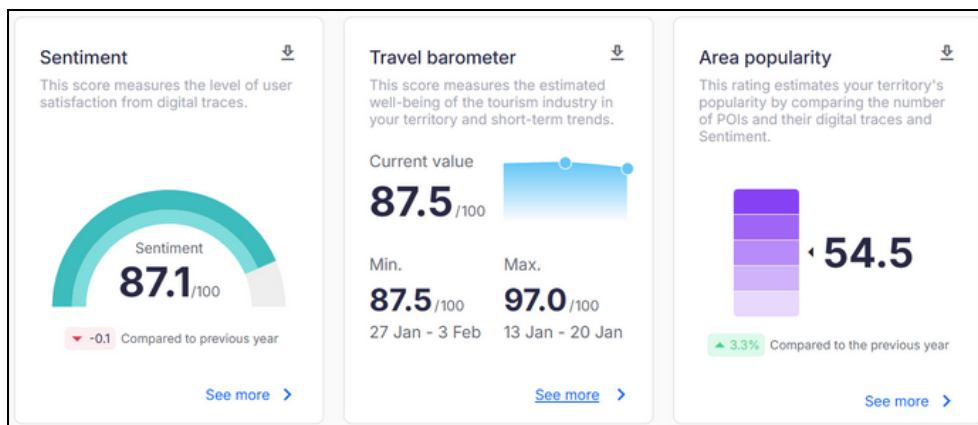 Sentiment
This score measures the level of user
satisfaction from digital traces.
Sentiment
87.1/100
-0.1 Compared to previous year
See more
Travel barometer
This score measures the estimated
well-being of the tourism industry in
your territory and short-term trends.
Current value
87.5/100
Min.
87.5/100
27 Jan - 3 Feb
Max.
97.0/100
13 Jan - 20 Jan
See more
Area popularity
This rating estimates your territory's
popularity by comparing the number
of POIs and their digital traces and
Sentiment.
54.5
3.3% Compared to the previous year
See more